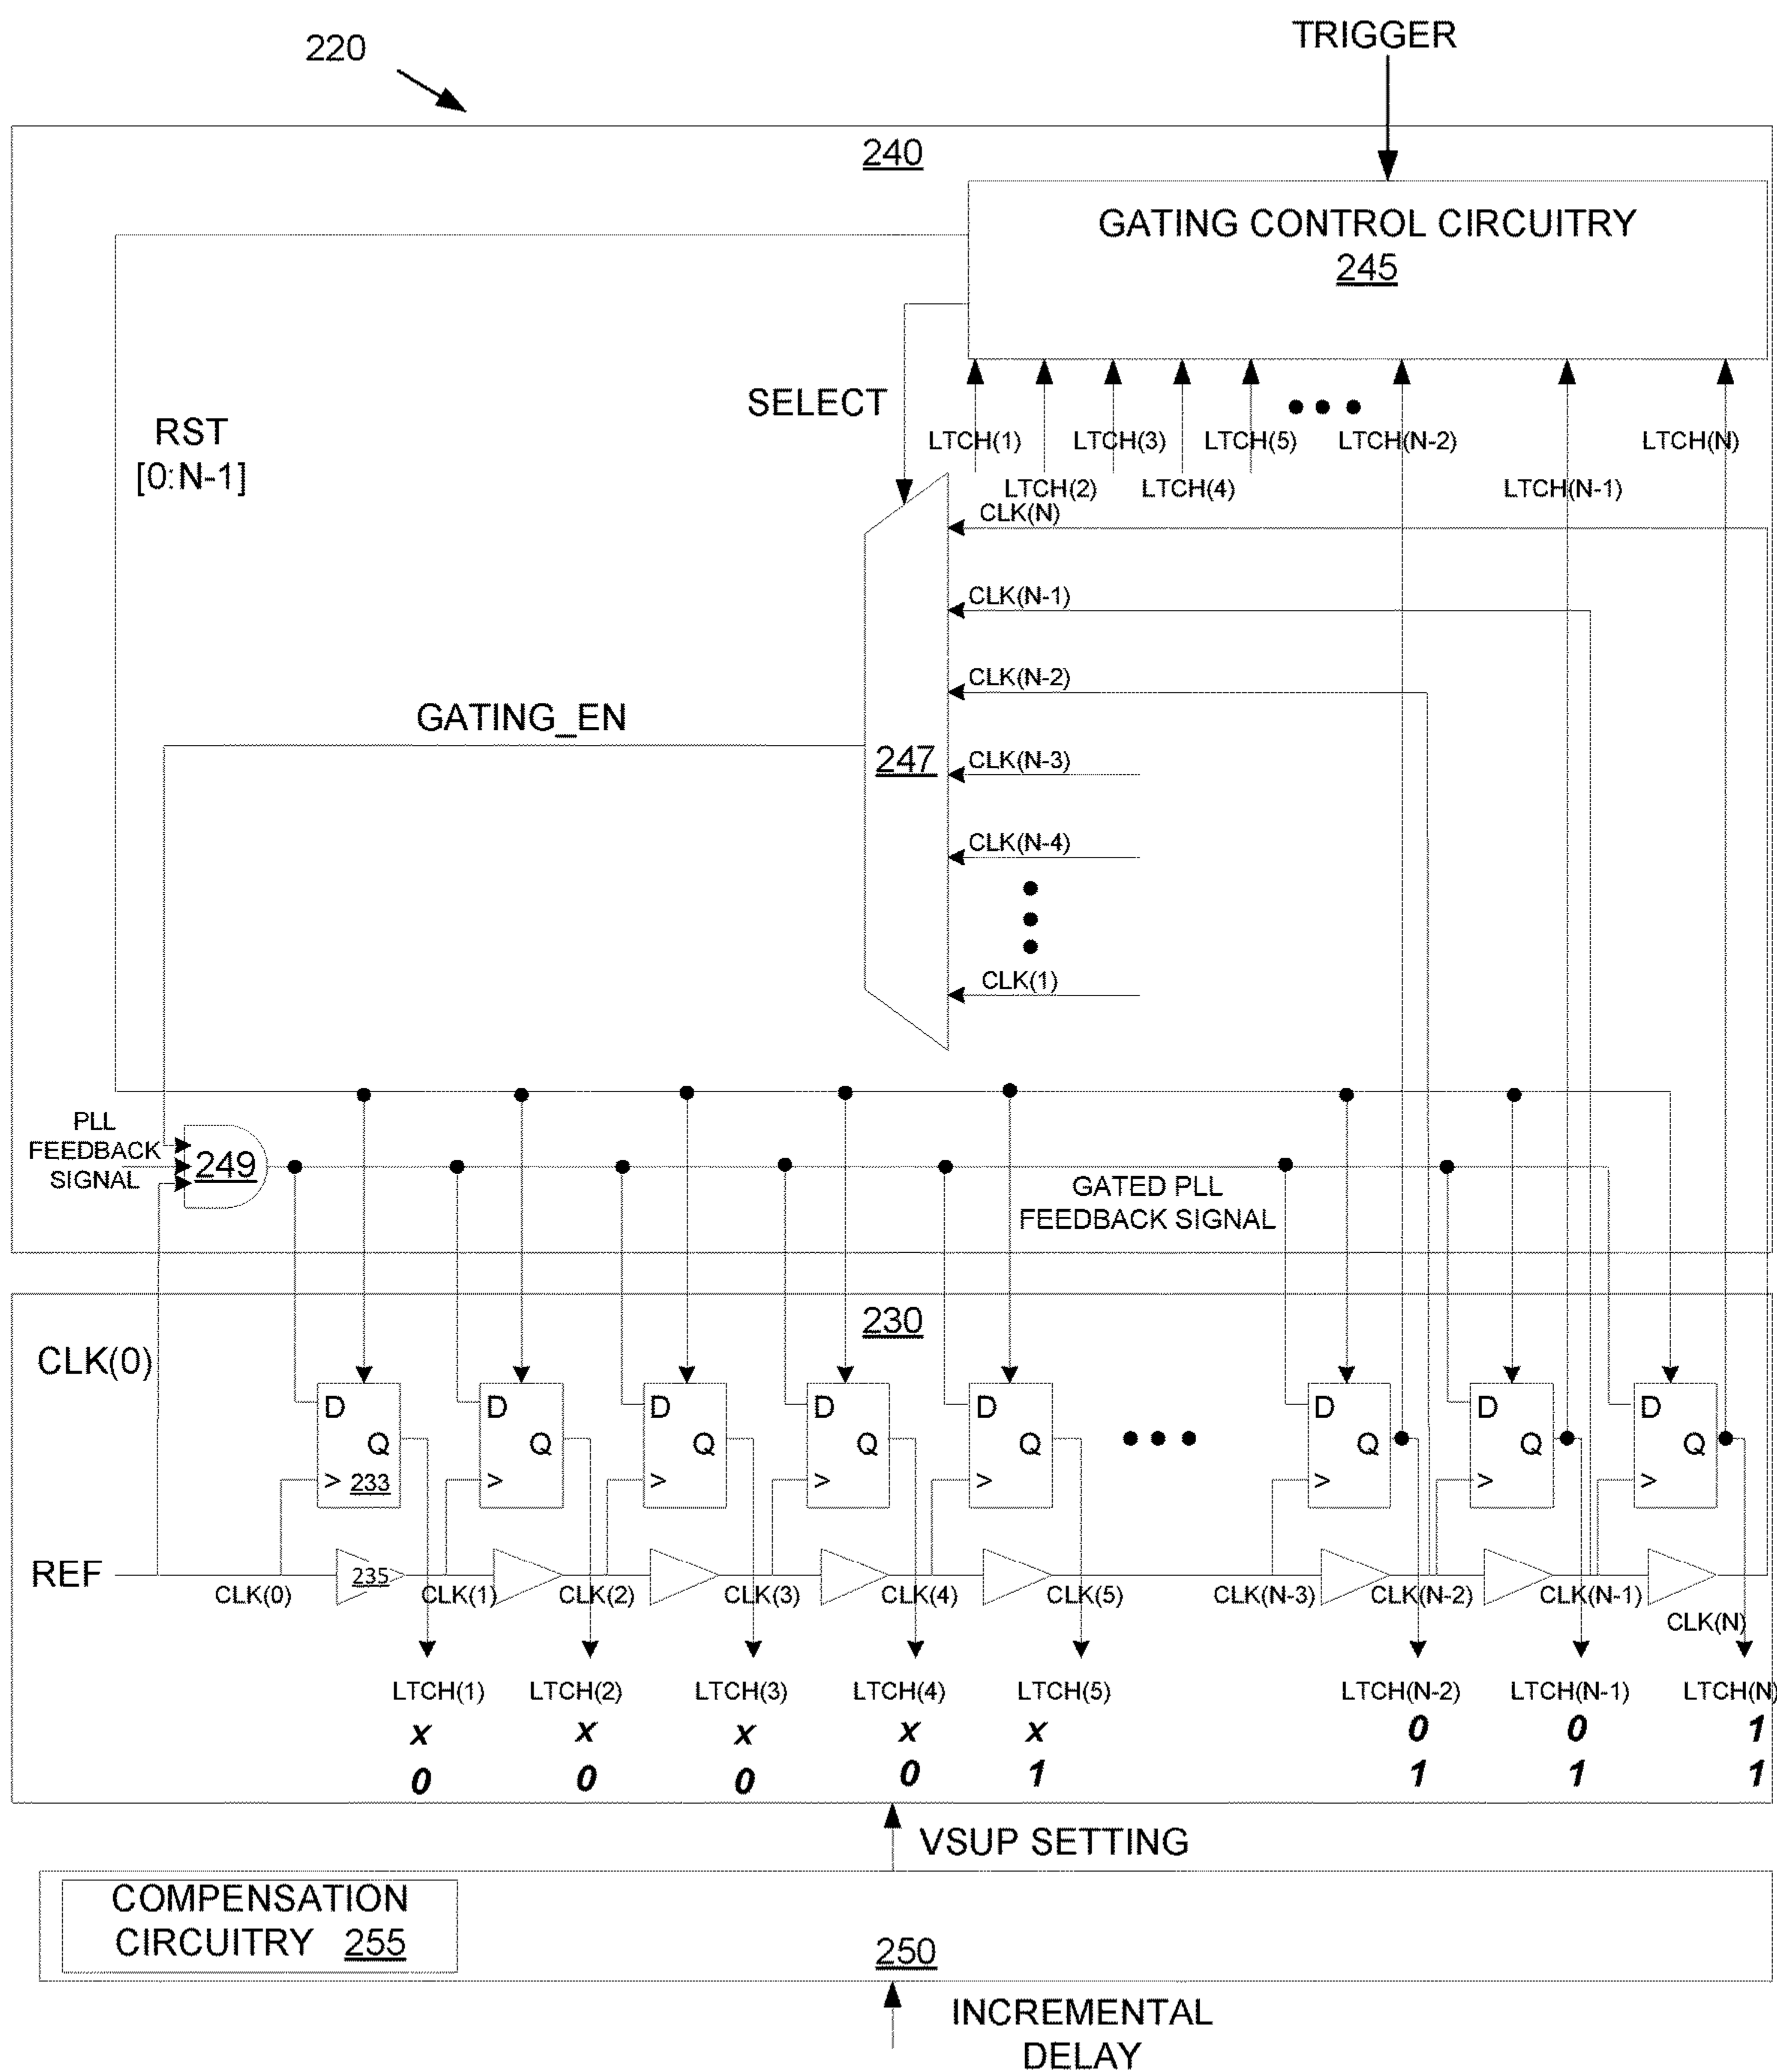 220
TRIGGER
240
GATING CONTROL CIRCUITRY
245
RST
[0:N-1]
SELECT
LTCH(1)
LTCH(3)
LTCH(5)
LTCH(N-2)
LTCH(N)
LTCH(2)
LTCH(4)
LTCH(N-1)
CLK(N)
CLK(N-1)
CLK(N-2)
GATING_EN
247
CLK(N-3)
CLK(N-4)
CLK(1)
PLL
FEEDBACK
SIGNAL
249
GATED PLL
FEEDBACK SIGNAL
230
CLK(0)
D D D D D D D D
Q Q Q Q Q Q Q Q
> 233 > > > > > > >
REF
235
CLK(0) CLK(1) CLK(2) CLK(3) CLK(4) CLK(5) CLK(N-3) CLK(N-2) CLK(N-1)
CLK(N)
LTCH(1) LTCH(2) LTCH(3) LTCH(4) LTCH(5) LTCH(N-2) LTCH(N-1) LTCH(N)
x x x x x 0 0 1
0 0 0 0 1 1 1 1
VSUP SETTING
COMPENSATION
CIRCUITRY 255
250
INCREMENTAL
DELAY